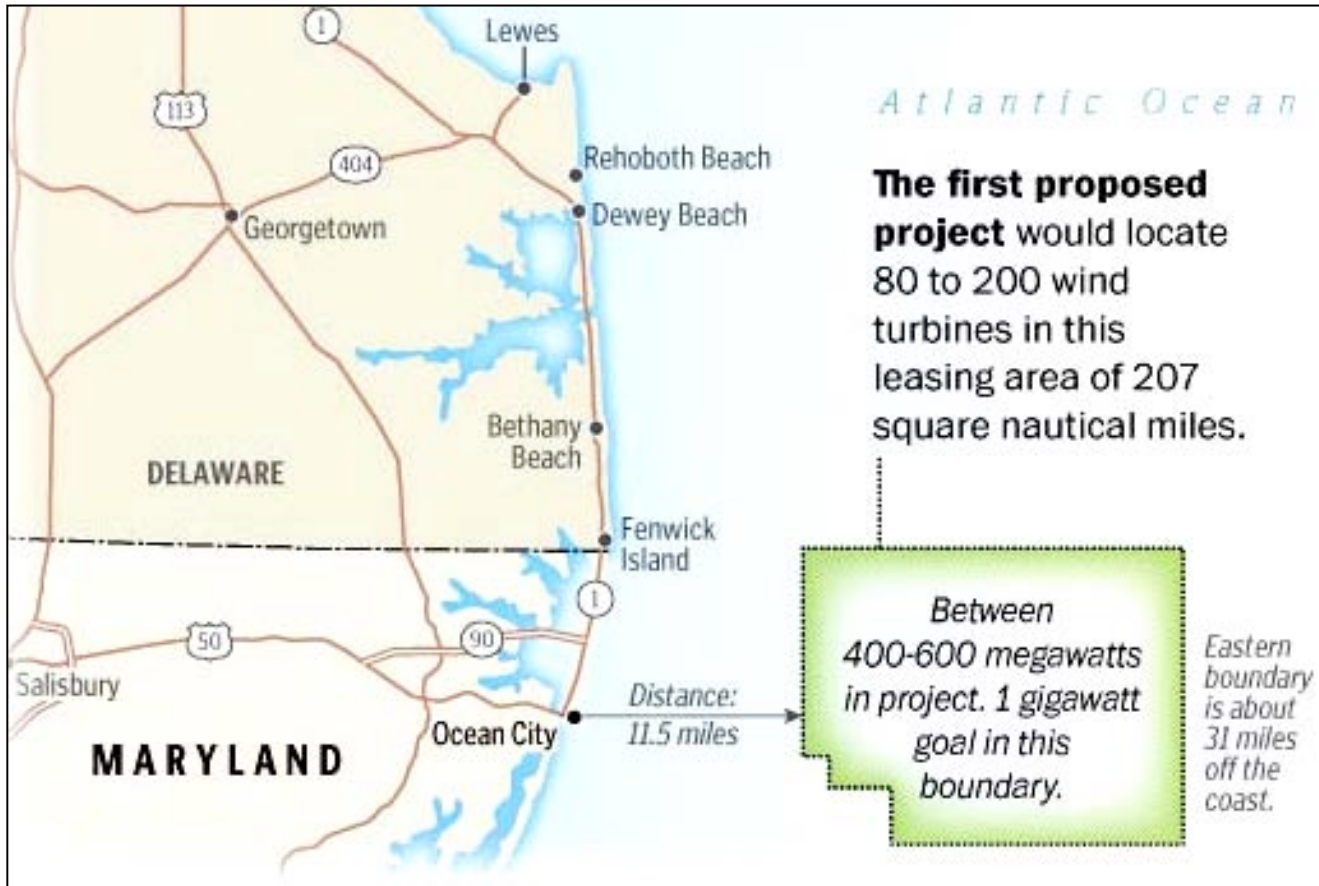 1
Lewes
Atlantic Ocean
113
404
Rehoboth Beach
Dewey Beach
Georgetown
The first proposed
project would locate
80 to 200 wind
turbines in this
leasing area of 207
square nautical miles.
Bethany
Beach
DELAWARE
Fenwick
Island
1
50
90
Salisbury
Distance:
11.5 miles
Ocean City
MARYLAND
Between
400-600 megawatts
in project. 1 gigawatt
goal in this
boundary.
Eastern
boundary
is about
31 miles
off the
coast.